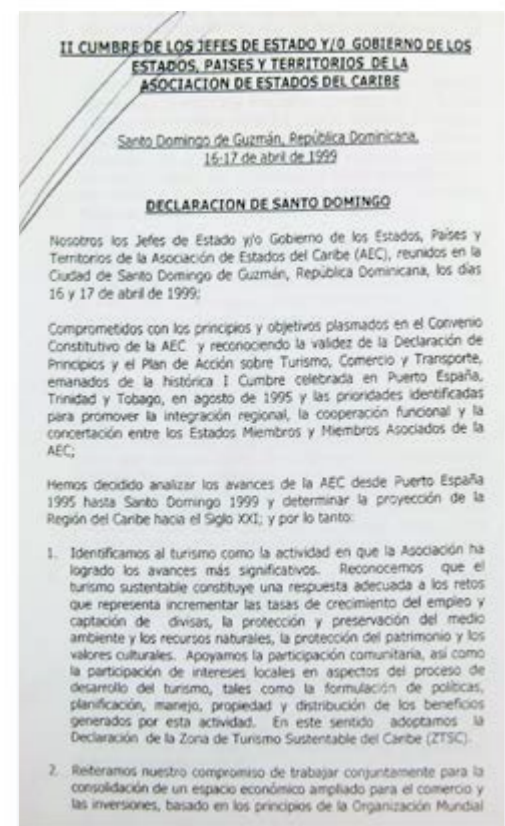 II CUMBRE DE LOS JEFES DE ESTADO Y/O GOBIERNO DE LOS
ESTADOS, PAISES Y TERRITORIOS DE LA
ASOCIACION DE ESTADOS DEL CARIBE
Santo Domingo de Guzmán, República Dominicana,
16-17 de abril de 1999
DECLARACION DE SANTO DOMINGO
Nosotros los Jefes de Estado y/o Gobierno de los Estados, Países y
Territorios de la Asociación de Estados del Caribe (AEC), reunidos en la
Ciudad de Santo Domingo de Guzmán, República Dominicana, los días
16 y 17 de abril de 1999;
Comprometidos con los principios y objetivos plasmados en el Convenio
Constitutivo de la AEC y reconociendo la validez de la Declaración de
Principios y el Plan de Acción sobre Turismo, Comercio y Transporte,
emanados de la histórica I Cumbre celebrada en Puerto España,
Trinidad y Tobago, en agosto de 1995 y las prioridades identificadas
para promover la integración regional, la cooperación funcional y la
concertación entre los Estados Miembros y Miembros Asociados de la
AEC;
Hemos decidido analizar los avances de la AEC desde Puerto España
1995 hasta Santo Domingo 1999 y determinar la proyección de la
Región del Caribe hacia el Siglo XXI; y por lo tanto:
1. Identificamos al turismo como la actividad en que la Asociación ha
logrado los avances más significativos. Reconocemos que el
turismo sustentable constituye una respuesta adecuada a los retos
que representa incrementar las tasas de crecimiento del empleo y
captación de divisas, la protección y preservación del medio
ambiente y los recursos naturales, la protección del patrimonio y los
valores culturales. Apoyamos la participación comunitaria, así como
la participación de intereses locales en aspectos del proceso de
desarrollo del turismo, tales como la formulación de políticas,
planificación, manejo, propiedad y distribución de los beneficios
generados por esta actividad. En este sentido adoptamos la
Declaración de la Zona de Turismo Sustentable del Caribe (ZTSC).
2. Reiteramos nuestro compromiso de trabajar conjuntamente para la
consolidación de un espacio económico ampliado para el comercio y
las inversiones, basado en los principios de la Organización Mundial